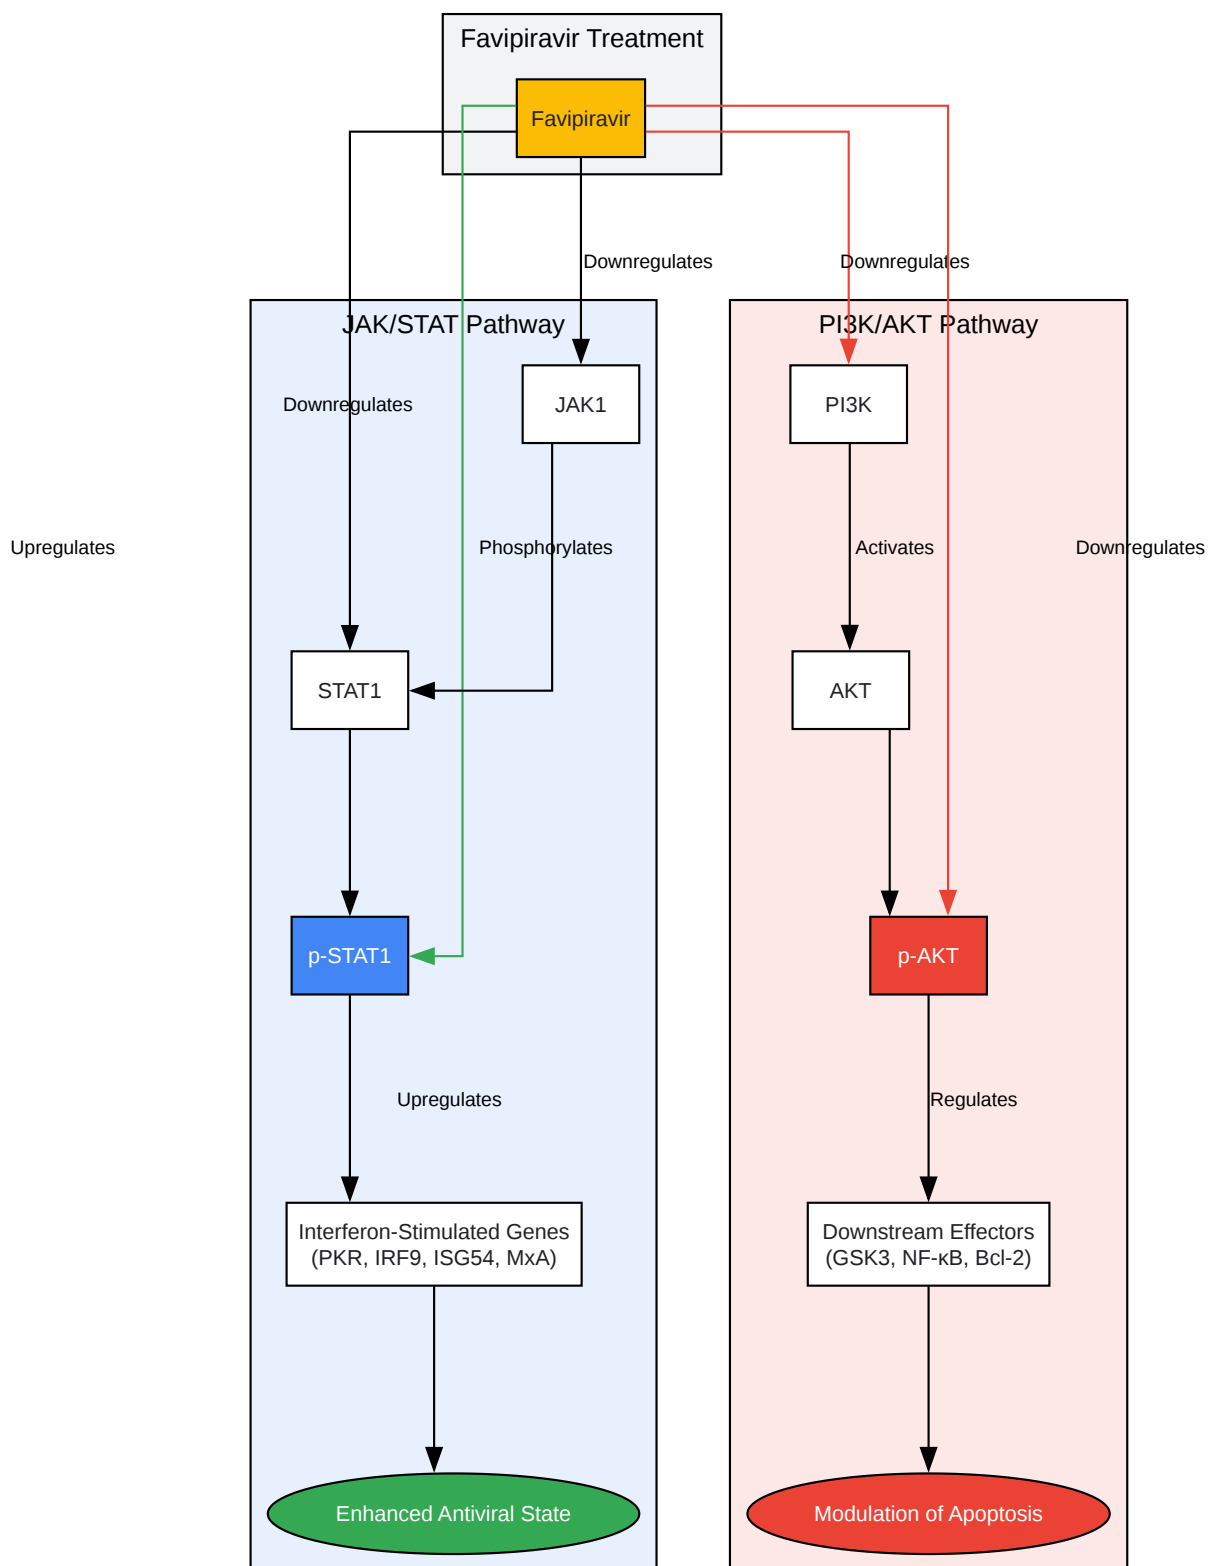 Favipiravir Treatment
Favipiravir
Downregulates
Downregulates
JAK/STAT Pathway
PI3K/AKT Pathway
Downregulates
JAK1
PI3K
Upregulates
Phosphorylates
Activates
Downregulates
STAT1
AKT
p-STAT1
p-AKT
Upregulates
Regulates
Interferon-Stimulated Genes
(PKR, IRF9, ISG54, MxA)
Downstream Effectors
(GSK3, NF-κB, Bcl-2)
Enhanced Antiviral State
Modulation of Apoptosis